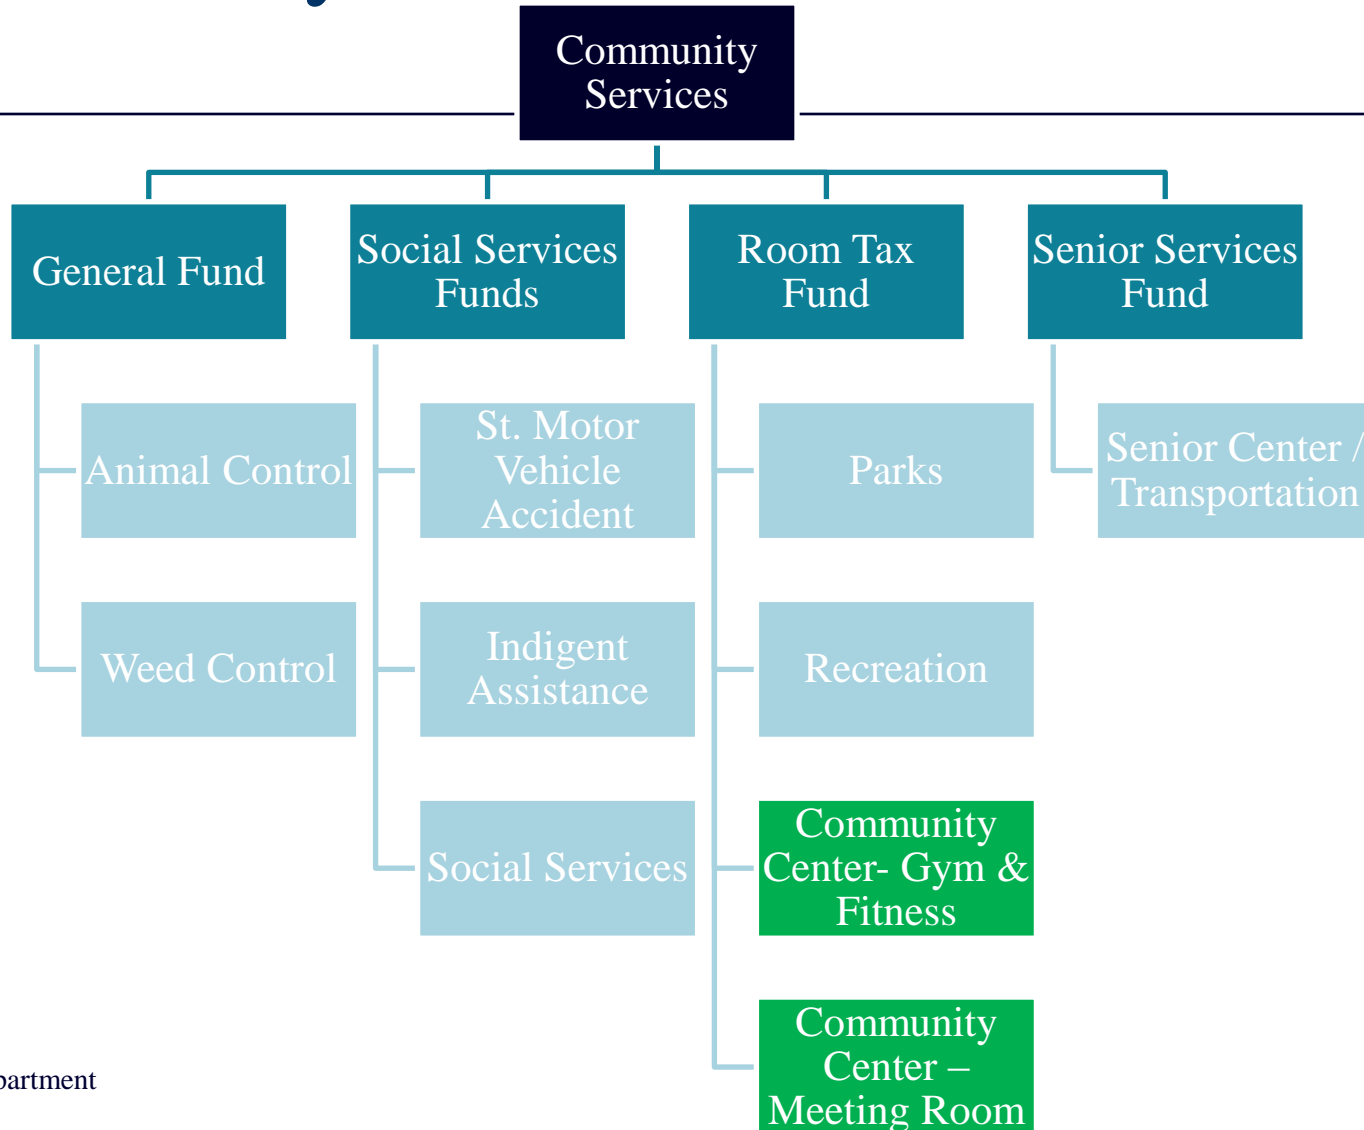 Community
Services
General Fund
Social Services
Funds
Room Tax
Fund
Senior Services
Fund
Animal Control
St. Motor
Vehicle
Accident
Parks
Senior Center /
Transportation
Weed Control
Indigent
Assistance
Recreation
Social Services
Community
Center- Gym &
Fitness
Community
Center –
Meeting Room
partment